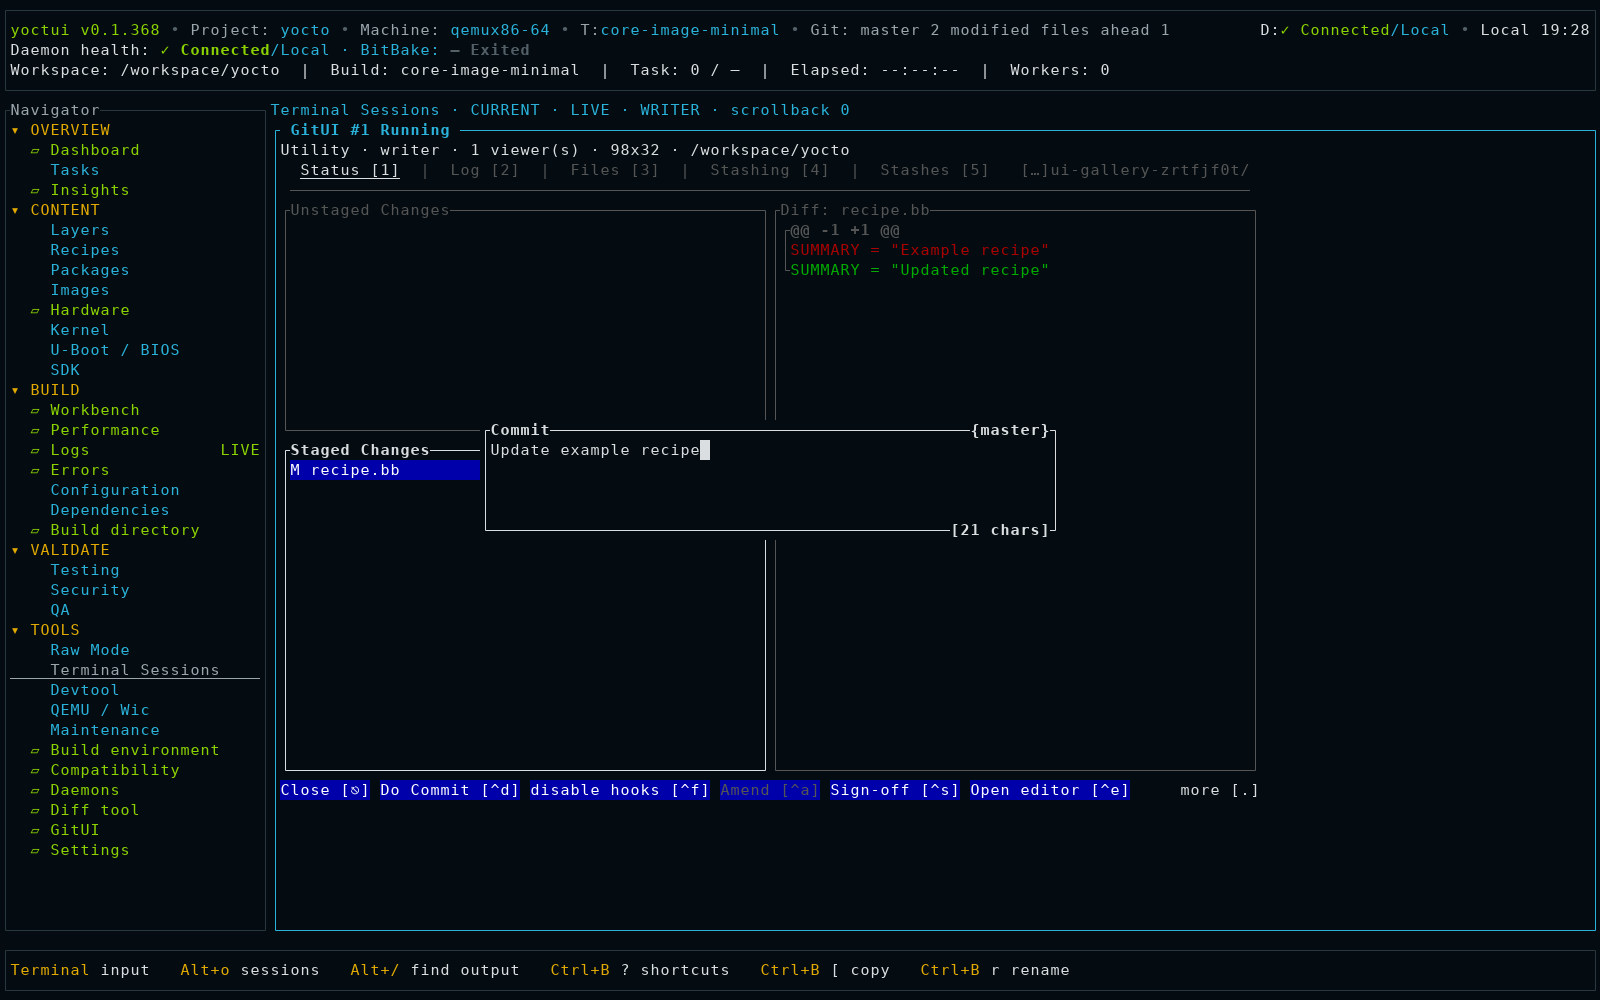 yoctui v0.1.368 • Project: yocto • Machine: qemux86-64 • T:core-image-minimal • Git: master 2 modified files ahead 1 D:✓ Connected/Local • Local 19:28
Daemon health: ✓ Connected/Local · BitBake: — Exited
Workspace: /workspace/yocto | Build: core-image-minimal | Task: 0 / — | Elapsed: --:--:-- | Workers: 0
Navigator
▾ OVERVIEW
▱ Dashboard
Tasks
▱ Insights
▾ CONTENT
Layers
Recipes
Packages
Images
▱ Hardware
Kernel
U-Boot / BIOS
SDK
▾ BUILD
▱ Workbench
▱ Performance
▱ Logs LIVE
▱ Errors
Configuration
Dependencies
▱ Build directory
▾ VALIDATE
Testing
Security
QA
▾ TOOLS
Raw Mode
Terminal Sessions
Devtool
QEMU / Wic
Maintenance
▱ Build environment
▱ Compatibility
▱ Daemons
▱ Diff tool
▱ GitUI
▱ Settings
Terminal Sessions · CURRENT · LIVE · WRITER · scrollback 0
GitUI #1 Running
Utility · writer · 1 viewer(s) · 98x32 · /workspace/yocto
Status [1] | Log [2] | Files [3] | Stashing [4] | Stashes [5] […]ui-gallery-zrtfjf0t/
Unstaged Changes
Staged Changes
M recipe.bb
Diff: recipe.bb
@@ -1 +1 @@
SUMMARY = "Example recipe"
SUMMARY = "Updated recipe"
Commit {master}
Update example recipe
[21 chars]
Close [⎋] Do Commit [^d] disable hooks [^f] Amend [^a] Sign-off [^s] Open editor [^e] more [.]
Terminal input Alt+o sessions Alt+/ find output Ctrl+B ? shortcuts Ctrl+B [ copy Ctrl+B r rename